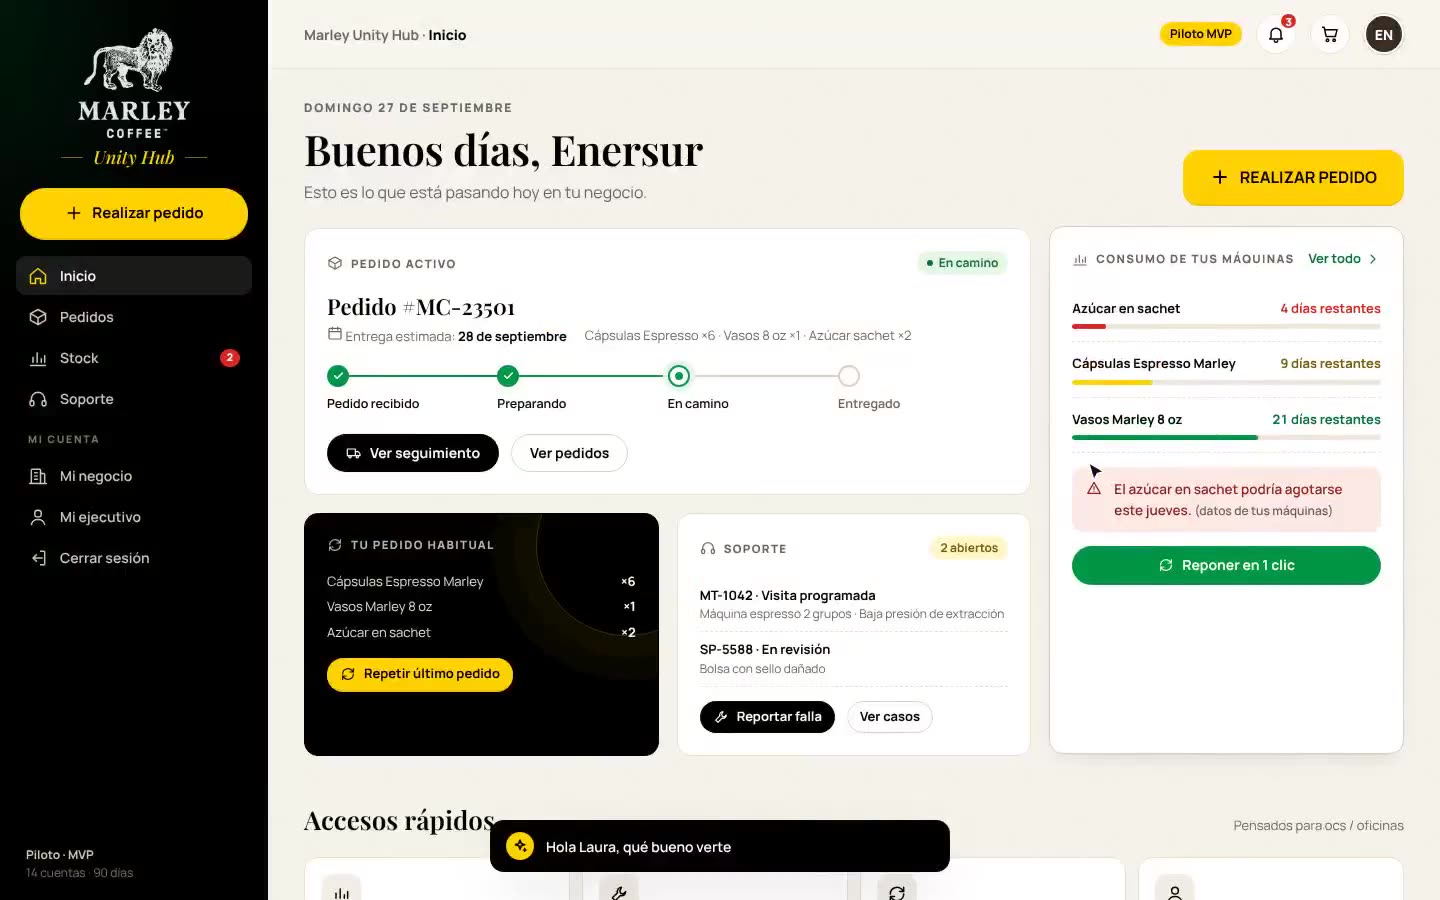 MARLEY
COFFEE
Unity Hub
Realizar pedido
Inicio
Pedidos
Stock
2
Soporte
MI CUENTA
Mi negocio
Mi ejecutivo
Cerrar sesión
Piloto · MVP
14 cuentas · 90 días
Marley Unity Hub · Inicio
Piloto MVP
3
EN
DOMINGO 27 DE SEPTIEMBRE
Buenos días, Enersur
Esto es lo que está pasando hoy en tu negocio.
REALIZAR PEDIDO
PEDIDO ACTIVO
En camino
Pedido #MC-23501
Entrega estimada: 28 de septiembre
Cápsulas Espresso ×6 · Vasos 8 oz ×1 · Azúcar sachet ×2
Pedido recibido
Preparando
En camino
Entregado
Ver seguimiento
Ver pedidos
CONSUMO DE TUS MÁQUINAS
Ver todo
Azúcar en sachet
4 días restantes
Cápsulas Espresso Marley
9 días restantes
Vasos Marley 8 oz
21 días restantes
El azúcar en sachet podría agotarse
este jueves. (datos de tus máquinas)
Reponer en 1 clic
TU PEDIDO HABITUAL
Cápsulas Espresso Marley
×6
Vasos Marley 8 oz
×1
Azúcar en sachet
×2
Repetir último pedido
SOPORTE
2 abiertos
MT-1042 · Visita programada
Máquina espresso 2 grupos · Baja presión de extracción
SP-5588 · En revisión
Bolsa con sello dañado
Reportar falla
Ver casos
Accesos rápidos
Pensados para ocs / oficinas
Hola Laura, qué bueno verte